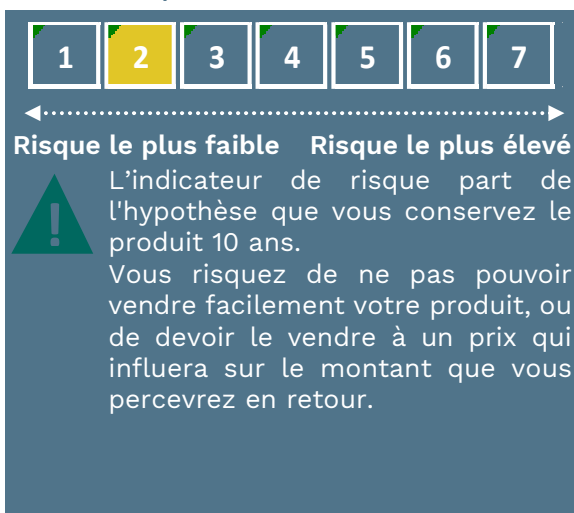 1 2 3 4 5 6 7
Risque le plus faible Risque le plus élevé
L’indicateur de risque part de
l'hypothèse que vous conservez le
produit 10 ans.
Vous risquez de ne pas pouvoir
vendre facilement votre produit, ou
de devoir le vendre à un prix qui
influera sur le montant que vous
percevrez en retour.